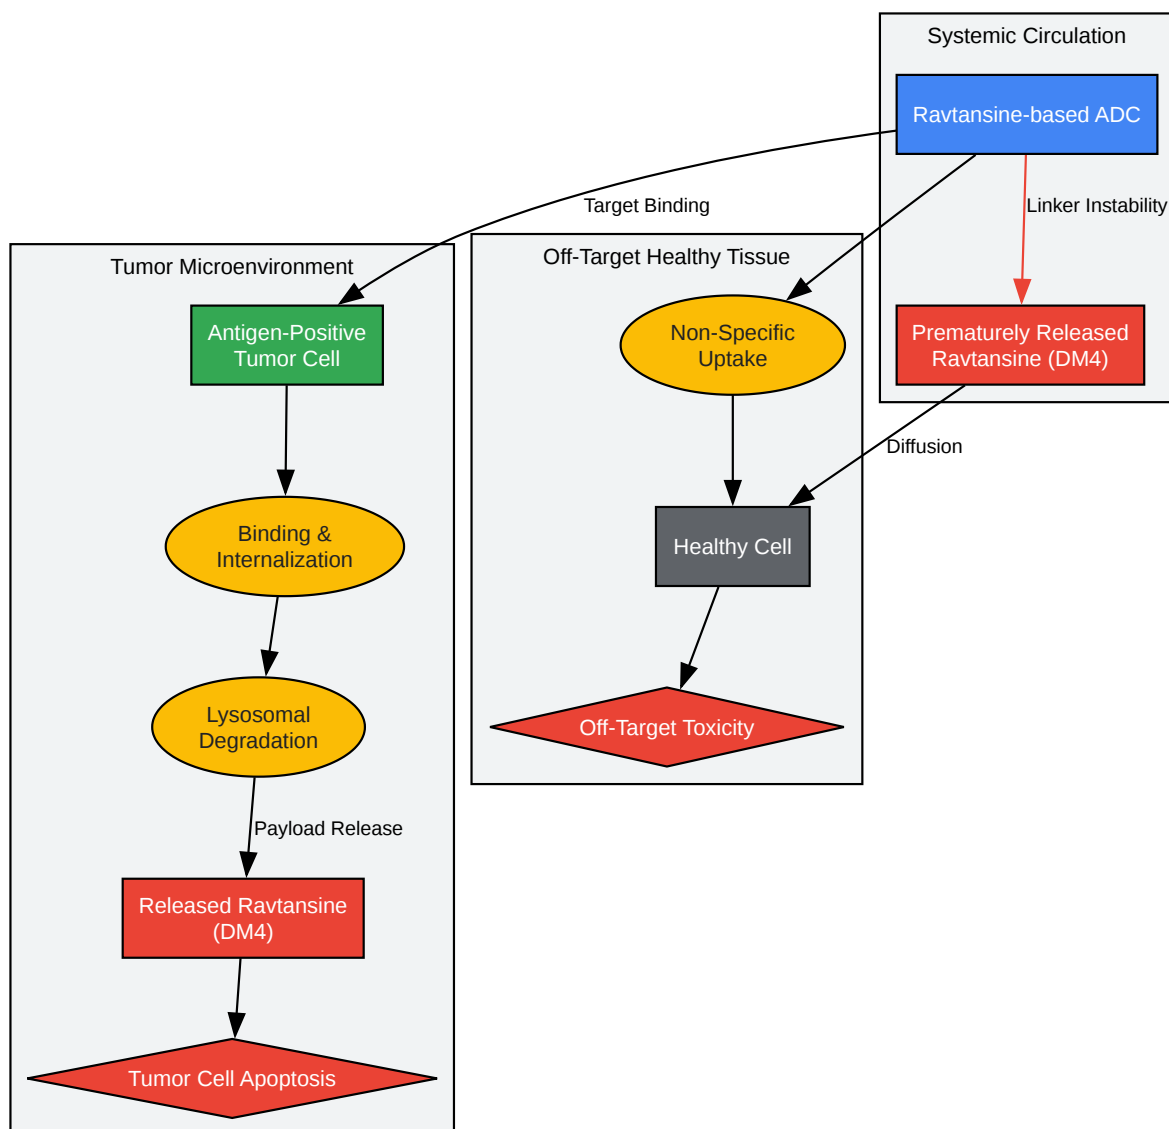 Systemic Circulation
Ravtansine-based ADC
Target Binding
Linker Instability
Tumor Microenvironment
Off-Target Healthy Tissue
Antigen-Positive
Tumor Cell
Non-Specific
Uptake
Prematurely Released
Ravtansine (DM4)
Diffusion
Binding &
Internalization
Healthy Cell
Lysosomal
Degradation
Off-Target Toxicity
Payload Release
Released Ravtansine
(DM4)
Tumor Cell Apoptosis